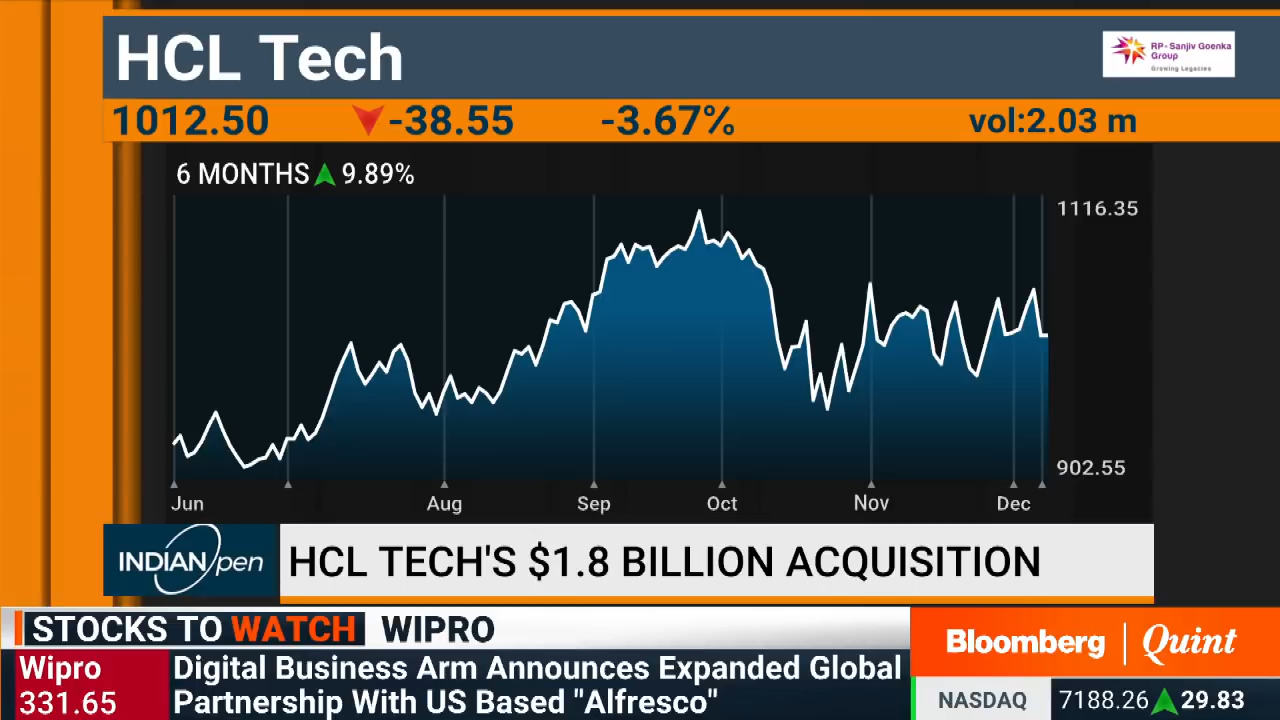 HCL Tech
RP-Sanjiv Goenka
Group
Growing Legacies
1012.50 -38.55 -3.67% vol:2.03 m
6 MONTHS 9.89%
1116.35
902.55
Jun Aug Sep Oct Nov Dec
INDIAN pen
HCL TECH'S $1.8 BILLION ACQUISITION
STOCKS TO WATCH WIPRO
Wipro
331.65
Digital Business Arm Announces Expanded Global
Partnership With US Based "Alfresco"
Bloomberg | Quint
NASDAQ 7188.26 29.83